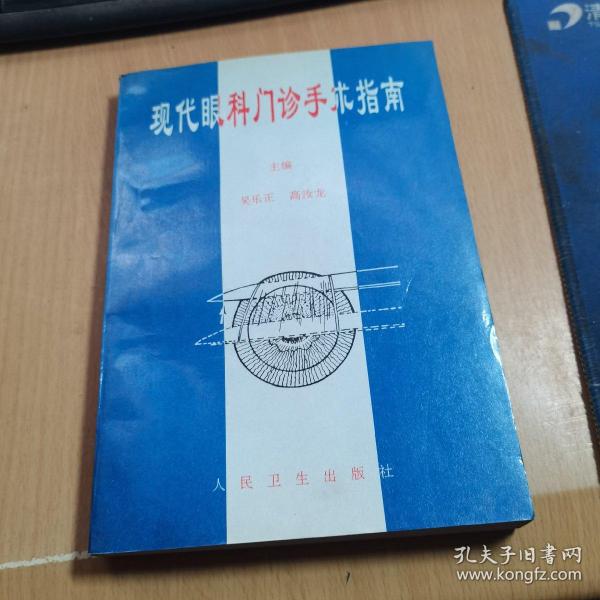 现代眼科门诊手术指南
主编
吴乐正 高汝龙
人民卫生出版社
孔夫子旧书网
www.kongfz.com